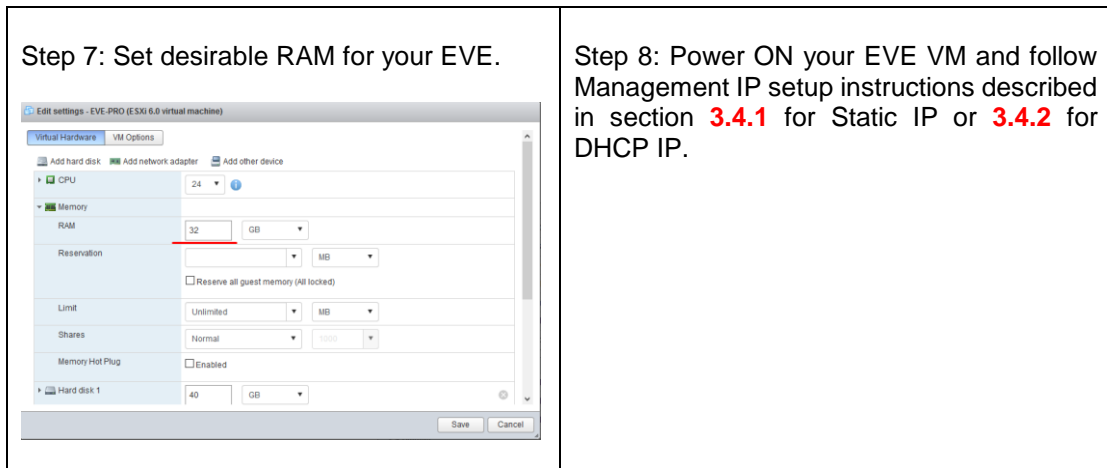 Step 7: Set desirable RAM for your EVE.
Edit settings - EVE-PRO (ESXi 6.0 virtual machine)
Virtual Hardware VM Options
Add hard disk Add network adapter Add other device
CPU 24
Memory
RAM 32 GB
Reservation MB
Reserve all guest memory (All locked)
Limit Unlimited MB
Shares Normal 1000
Memory Hot Plug Enabled
Hard disk 1 40 GB
Save Cancel
Step 8: Power ON your EVE VM and follow
Management IP setup instructions described
in section 3.4.1 for Static IP or 3.4.2 for
DHCP IP.